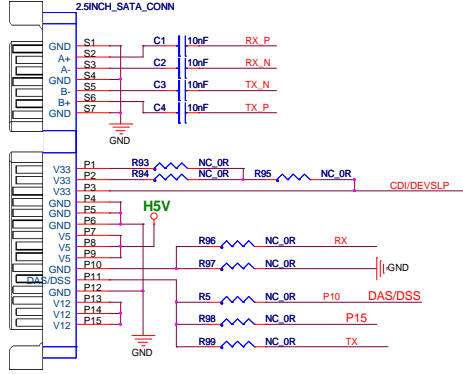 2.5INCH_SATA_CONN
GND S1 C1 10nF RX_P
A+ S2
A- S3 C2 10nF RX_N
GND S4
B- S5 C3 10nF TX_N
B+ S6
GND S7 C4 10nF TX_P
GND
V33 P1 R93 NC_0R
V33 P2 R94 NC_0R R95 NC_0R
V33 P3 CDI/DEVSLP
GND P4
GND P5 H5V
GND P6
V5 P7
V5 P8
V5 P9 R96 NC_0R RX
GND P10 R97 NC_0R GND
DAS/DSS P11
GND P12 R5 NC_0R P10 DAS/DSS
V12 P13
V12 P14 R98 NC_0R P15
V12 P15
R99 NC_0R TX
GND